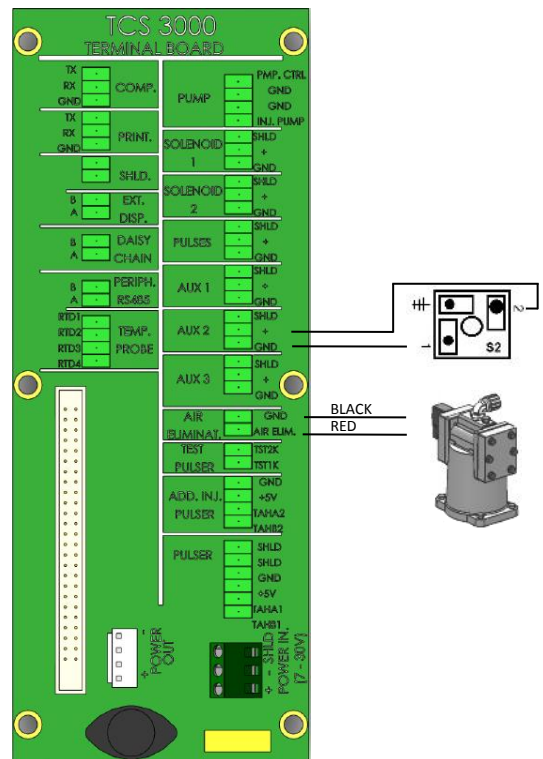 TCS 3000
TERMINAL BOARD
TX
RX
GND
COMP.
TX
RX
GND
PRINT.
SHLD.
B
A
EXT.
DISP.
B
A
DAISY
CHAIN
B
A
PERIPH.
RS485
RTD1
RTD2
RTD3
RTD4
TEMP.
PROBE
PUMP
PMP. CTRL
GND
GND
INJ. PUMP
SOLENOID
1
SHLD
+
GND
SOLENOID
2
SHLD
+
GND
PULSES
SHLD
+
GND
AUX 1
SHLD
+
GND
AUX 2
SHLD
+
GND
AUX 3
SHLD
+
GND
AIR
ELIMINAT.
GND
AIR ELIM.
TEST
PULSER
TST2K
TST1K
ADD. INJ.
PULSER
GND
+5V
TAHA2
TAHB2
PULSER
SHLD
SHLD
GND
+5V
TAHA1
TAHB1
+ -
POWER
OUT
+ - SHLD
POWER IN.
(7 - 30V)
2
1
S2
BLACK
RED